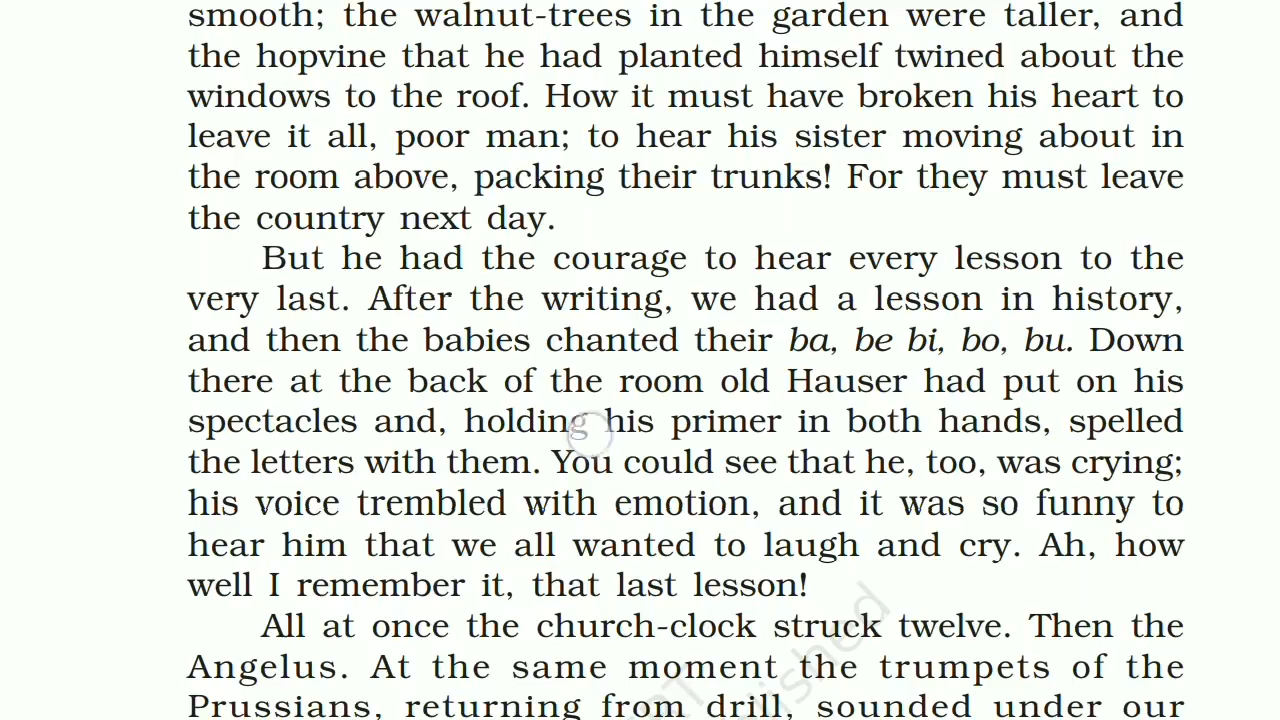 smooth; the walnut-trees in the garden were taller, and
the hopvine that he had planted himself twined about the
windows to the roof. How it must have broken his heart to
leave it all, poor man; to hear his sister moving about in
the room above, packing their trunks! For they must leave
the country next day.
But he had the courage to hear every lesson to the
very last. After the writing, we had a lesson in history,
and then the babies chanted their ba, be bi, bo, bu. Down
there at the back of the room old Hauser had put on his
spectacles and, holding his primer in both hands, spelled
the letters with them. You could see that he, too, was crying;
his voice trembled with emotion, and it was so funny to
hear him that we all wanted to laugh and cry. Ah, how
well I remember it, that last lesson!
All at once the church-clock struck twelve. Then the
Angelus. At the same moment the trumpets of the
Prussians, returning from drill, sounded under our